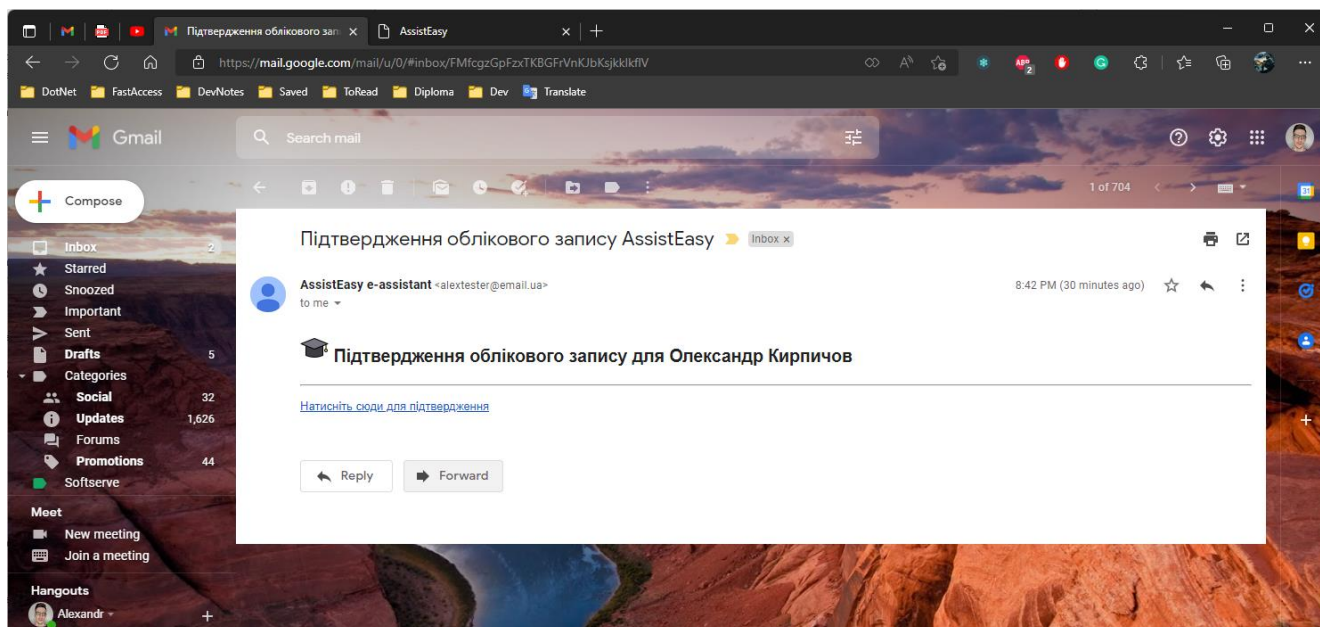 Підтвердження облікового зап
AssistEasy
https://mail.google.com/mail/u/0/#inbox/FMfcgzGpFzxTKBGFrVnKJbKsjkklkflV
ABP 2
DotNet FastAccess DevNotes Saved ToRead Diploma Dev Translate
Gmail
Search mail
Compose
1 of 704
31
Inbox 2
Starred
Snoozed
Important
Sent
Drafts 5
Categories
Social 32
Updates 1,626
Forums
Promotions 44
Softserve
Meet
New meeting
Join a meeting
Hangouts
Alexandr
Підтвердження облікового запису AssistEasy Inbox x
AssistEasy e-assistant <alextester@email.ua>
8:42 PM (30 minutes ago)
to me
Підтвердження облікового запису для Олександр Кирпичов
Натисніть сюди для підтвердження
Reply
Forward